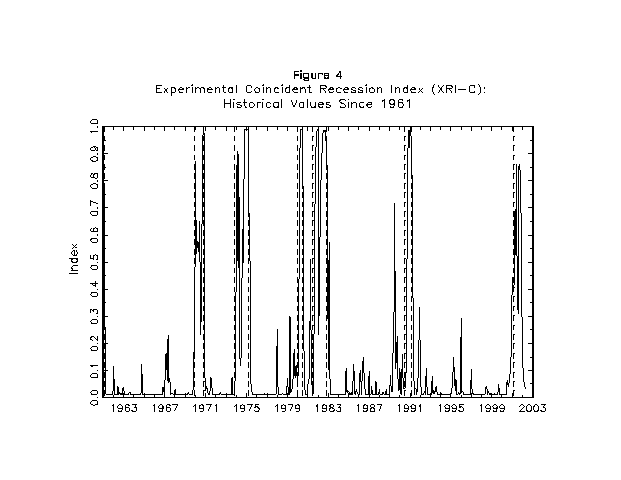 Figure 4
Experimental Coincident Recession Index (XRI-C):
Historical Values Since 1961
Index
1.0
0.9
0.8
0.7
0.6
0.5
0.4
0.3
0.2
0.1
0.0
1963 1967 1971 1975 1979 1983 1987 1991 1995 1999 2003